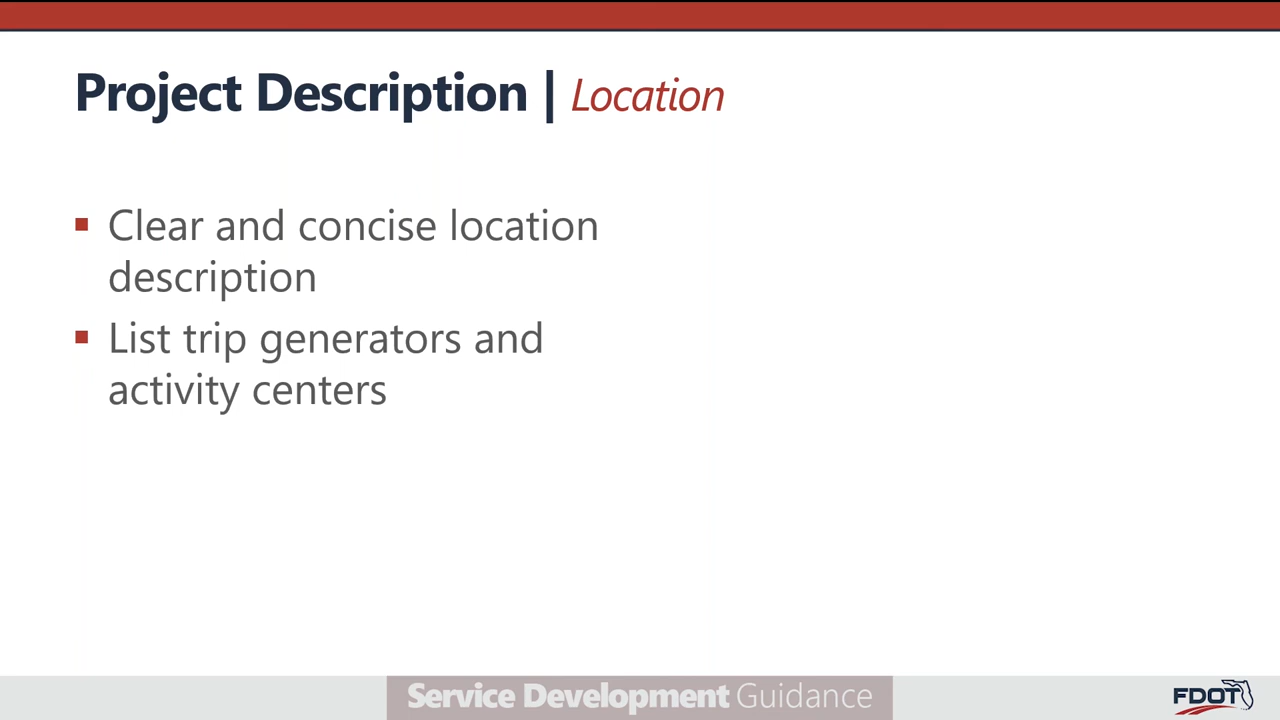 Project Description | Location
▪ Clear and concise location
description
▪ List trip generators and
activity centers
Service Development Guidance
FDOT